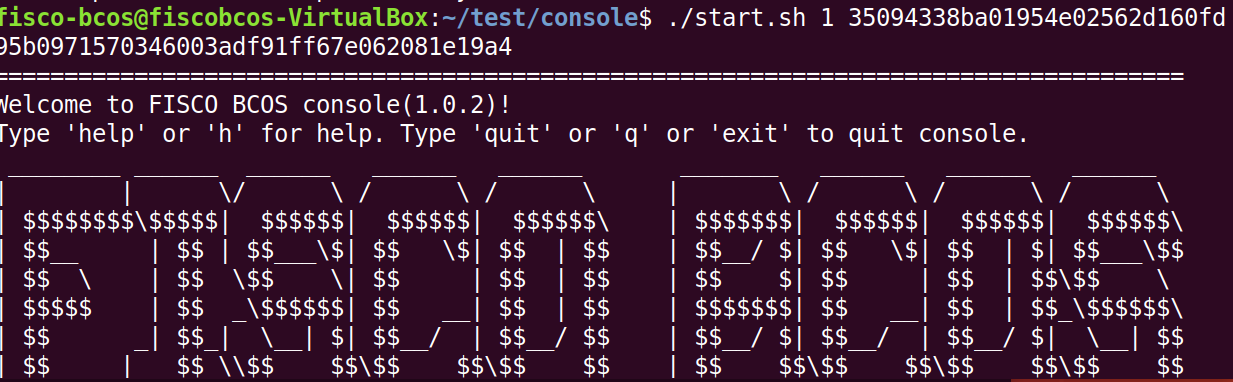 fisco-bcos@fiscobcos-VirtualBox:~/test/console$ ./start.sh 1 35094338ba01954e02562d160fd
95b0971570346003adf91ff67e062081e19a4
=============================================================================================
Welcome to FISCO BCOS console(1.0.2)!
Type 'help' or 'h' for help. Type 'quit' or 'q' or 'exit' to quit console.
 ________ ______  ______   ______   ______       _______   ______   ______   ______
|        |      \/      \ /      \ /      \     |       \ /      \ /      \ /      \
| $$$$$$$$\$$$$$|  $$$$$$|  $$$$$$|  $$$$$$\    | $$$$$$$|  $$$$$$|  $$$$$$|  $$$$$$\
| $$__     | $$ | $$___\$| $$   \$| $$  | $$    | $$__/ $| $$   \$| $$  | $| $$___\$$
| $$  \    | $$  \$$    \| $$     | $$  | $$    | $$    $| $$     | $$  | $$\$$    \
| $$$$$    | $$  _\$$$$$$| $$   __| $$  | $$    | $$$$$$$| $$   __| $$  | $$_\$$$$$$\
| $$      _| $$_|  \__| $| $$__/  | $$__/ $$    | $$__/ $| $$__/  | $$__/ $|  \__| $$
| $$     |   $$ \\$$    $$\$$    $$\$$    $$    | $$    $$\$$    $$\$$    $$\$$    $$